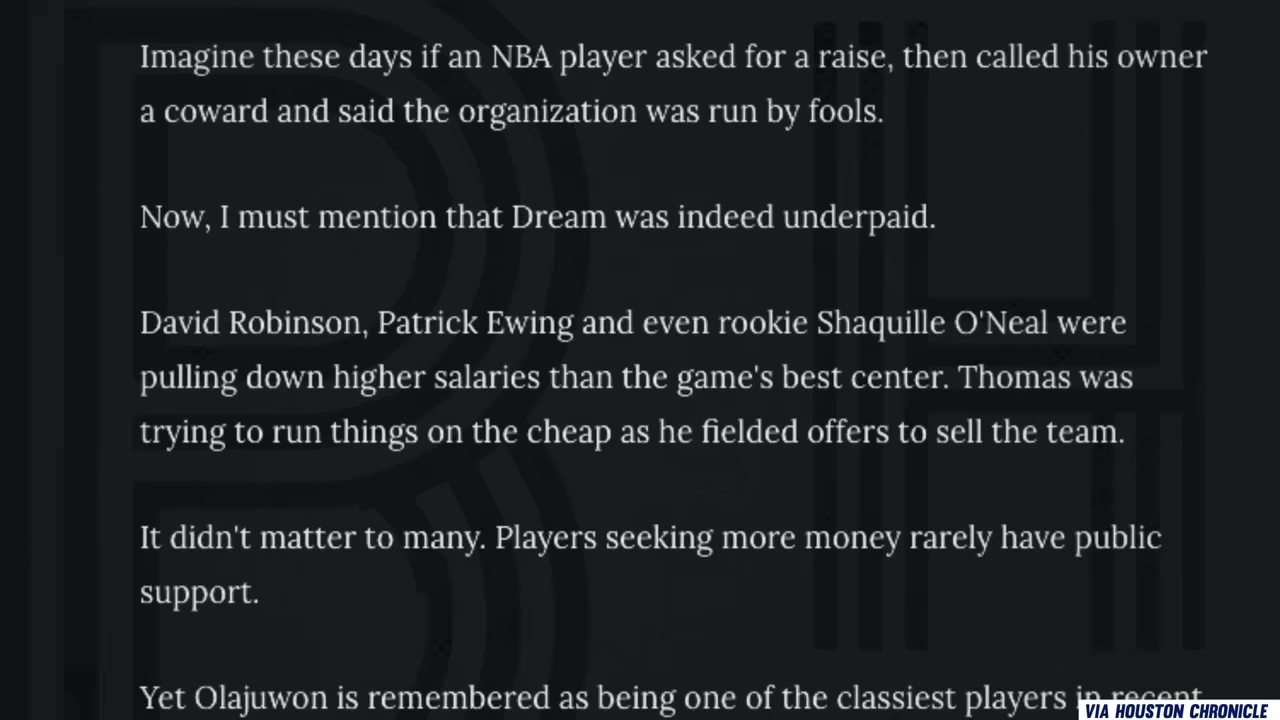 Imagine these days if an NBA player asked for a raise, then called his owner
a coward and said the organization was run by fools.
Now, I must mention that Dream was indeed underpaid.
David Robinson, Patrick Ewing and even rookie Shaquille O'Neal were
pulling down higher salaries than the game's best center. Thomas was
trying to run things on the cheap as he fielded offers to sell the team.
It didn't matter to many. Players seeking more money rarely have public
support.
Yet Olajuwon is remembered as being one of the classiest players in recent
VIA HOUSTON CHRONICLE